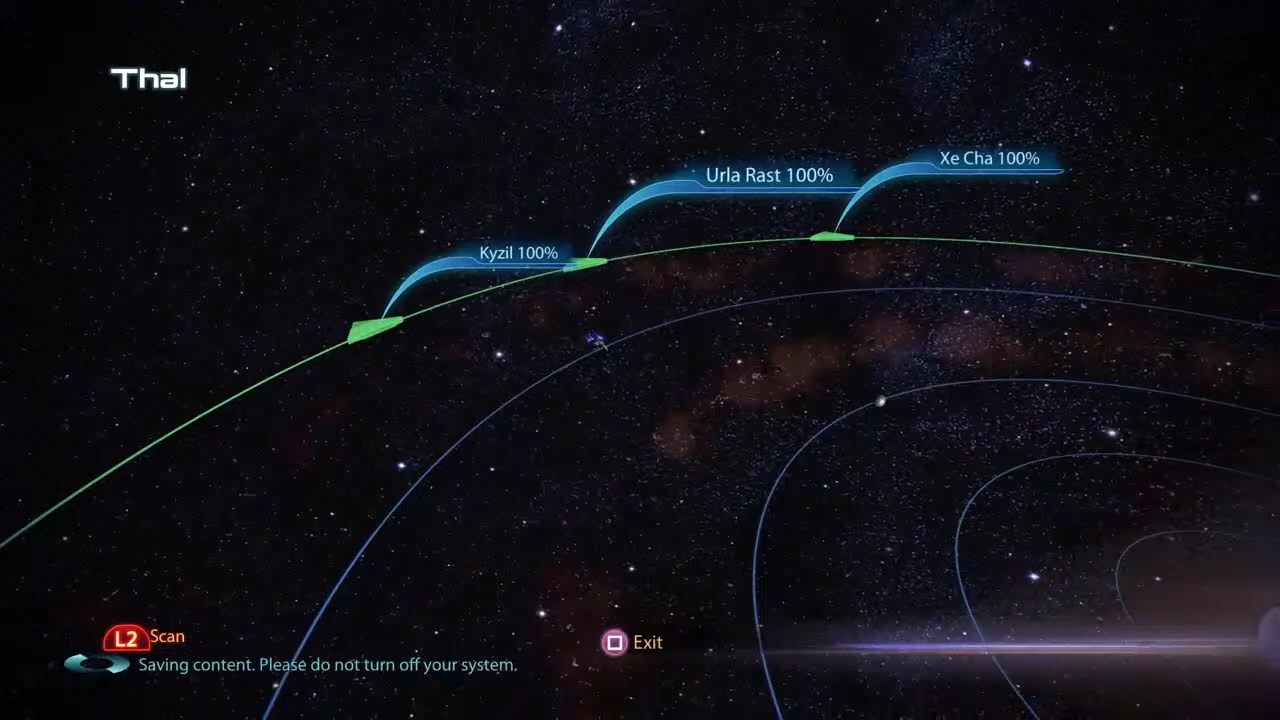 Thal
Xe Cha 100%
Urla Rast 100%
Kyzil 100%
L2 Scan
Exit
Saving content. Please do not turn off your system.